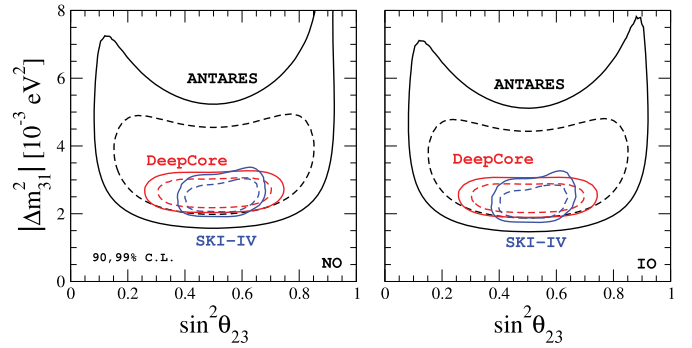 8
6
4
2
0
|Δm²₃₁| [10⁻³ eV²]
ANTARES
DeepCore
SKI-IV
90,99% C.L.
NO
0 0.2 0.4 0.6 0.8 1
sin²θ₂₃
ANTARES
DeepCore
SKI-IV
IO
0 0.2 0.4 0.6 0.8 1
sin²θ₂₃